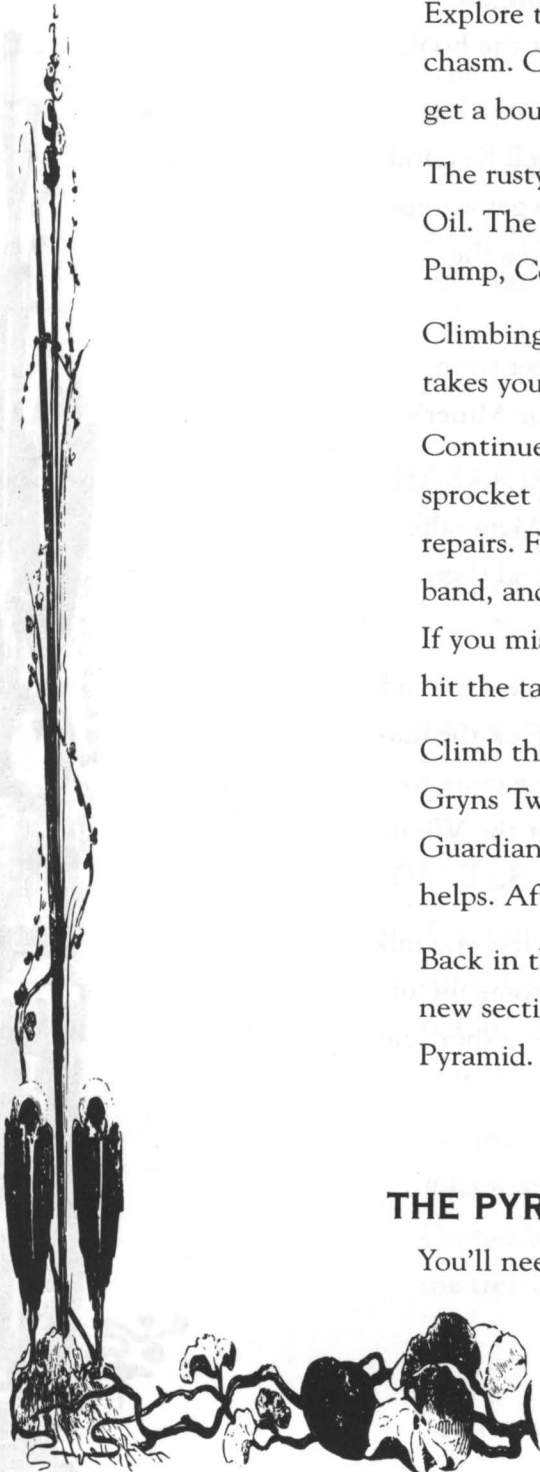 Explore t
chasm. C
get a bou
The rusty
Oil. The
Pump, C
Climbing
takes you
Continue
sprocket
repairs. F
band, and
If you mis
hit the ta
Climb th
Gryns Tw
Guardian
helps. Af
Back in t
new secti
Pyramid.
THE PYR
You'll nee